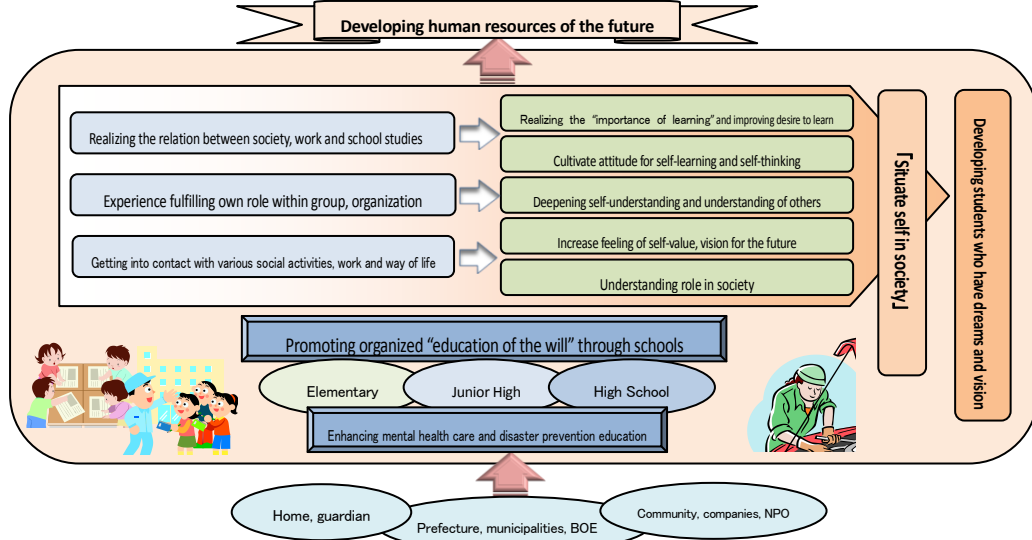 Developing human resources of the future
Realizing the relation between society, work and school studies
Experience fulfilling own role within group, organization
Getting into contact with various social activities, work and way of life
Realizing the "importance of learning" and improving desire to learn
Cultivate attitude for self-learning and self-thinking
Deepening self-understanding and understanding of others
Increase feeling of self-value, vision for the future
Understanding role in society
「Situate self in society」
Developing students who have dreams and vision
Promoting organized “education of the will” through schools
Elementary
Junior High
High School
Enhancing mental health care and disaster prevention education
Home, guardian
Prefecture, municipalities, BOE
Community, companies, NPO